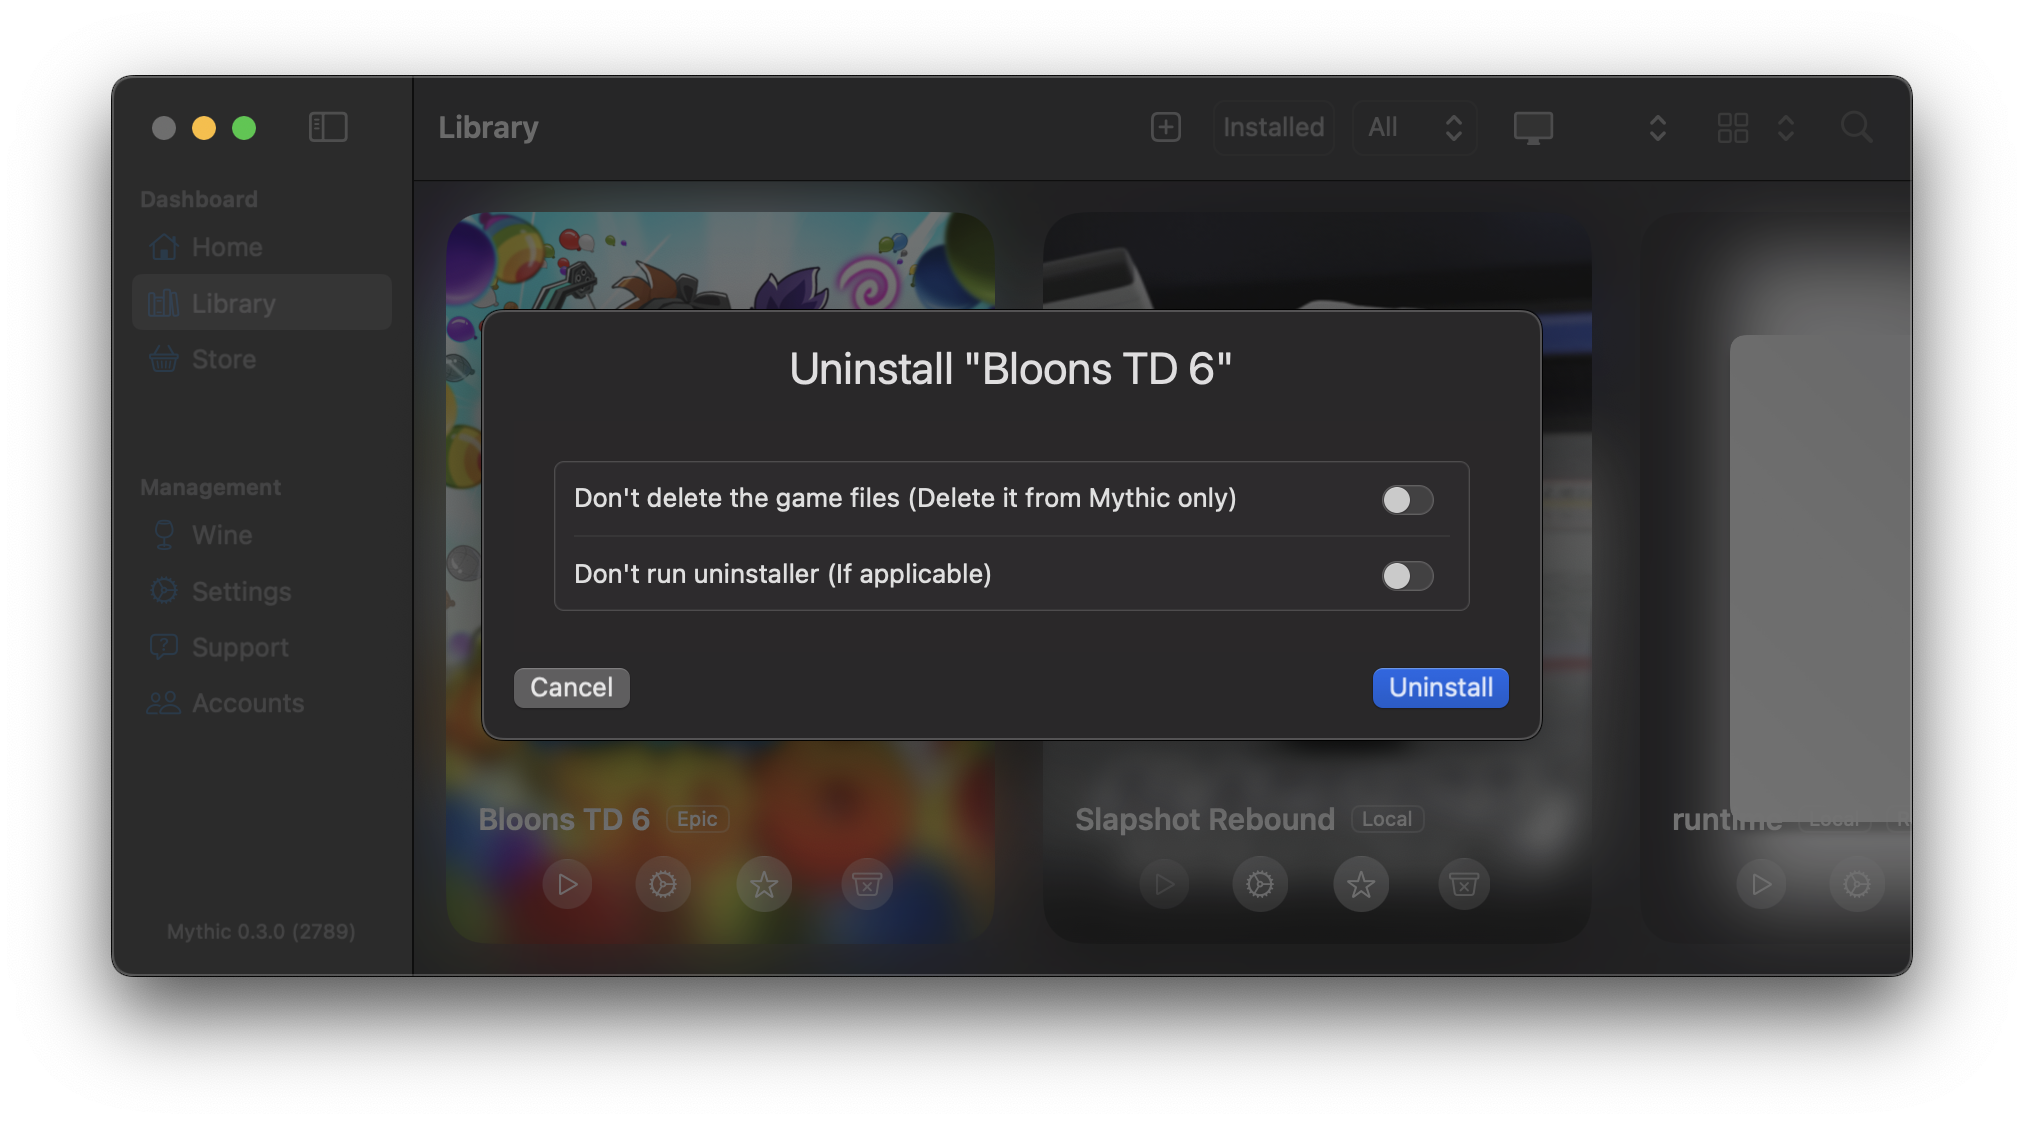 Library
Installed
All
Dashboard
Home
Library
Store
Management
Wine
Settings
Support
Accounts
Mythic 0.3.0 (2789)
Uninstall "Bloons TD 6"
Don't delete the game files (Delete it from Mythic only)
Don't run uninstaller (If applicable)
Cancel
Uninstall
Bloons TD 6 Epic
Slapshot Rebound Local
runtime Local